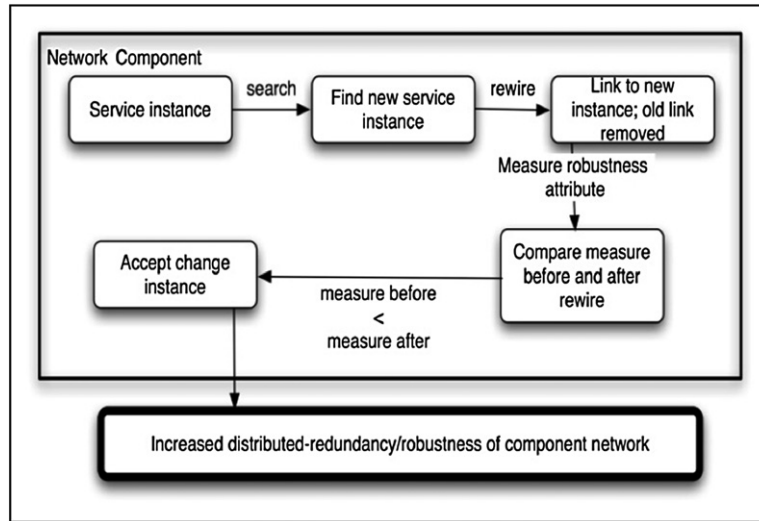 Network Component
Service instance
search
Find new service
instance
rewire
Link to new
instance; old link
removed
Measure robustness
attribute
Compare measure
before and after
rewire
measure before
<
measure after
Accept change
instance
Increased distributed-redundancy/robustness of component network